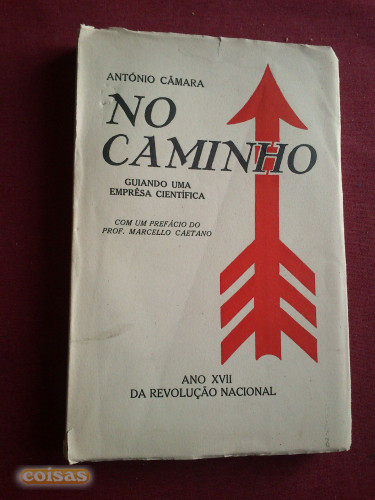 ANTÓNIO CÂMARA
NO
CAMINHO
GUIANDO UMA
EMPRÊSA CIENTÍFICA
COM UM PREFÁCIO DO
PROF. MARCELLO CAETANO
ANO XVII
DA REVOLUÇÃO NACIONAL
coisas